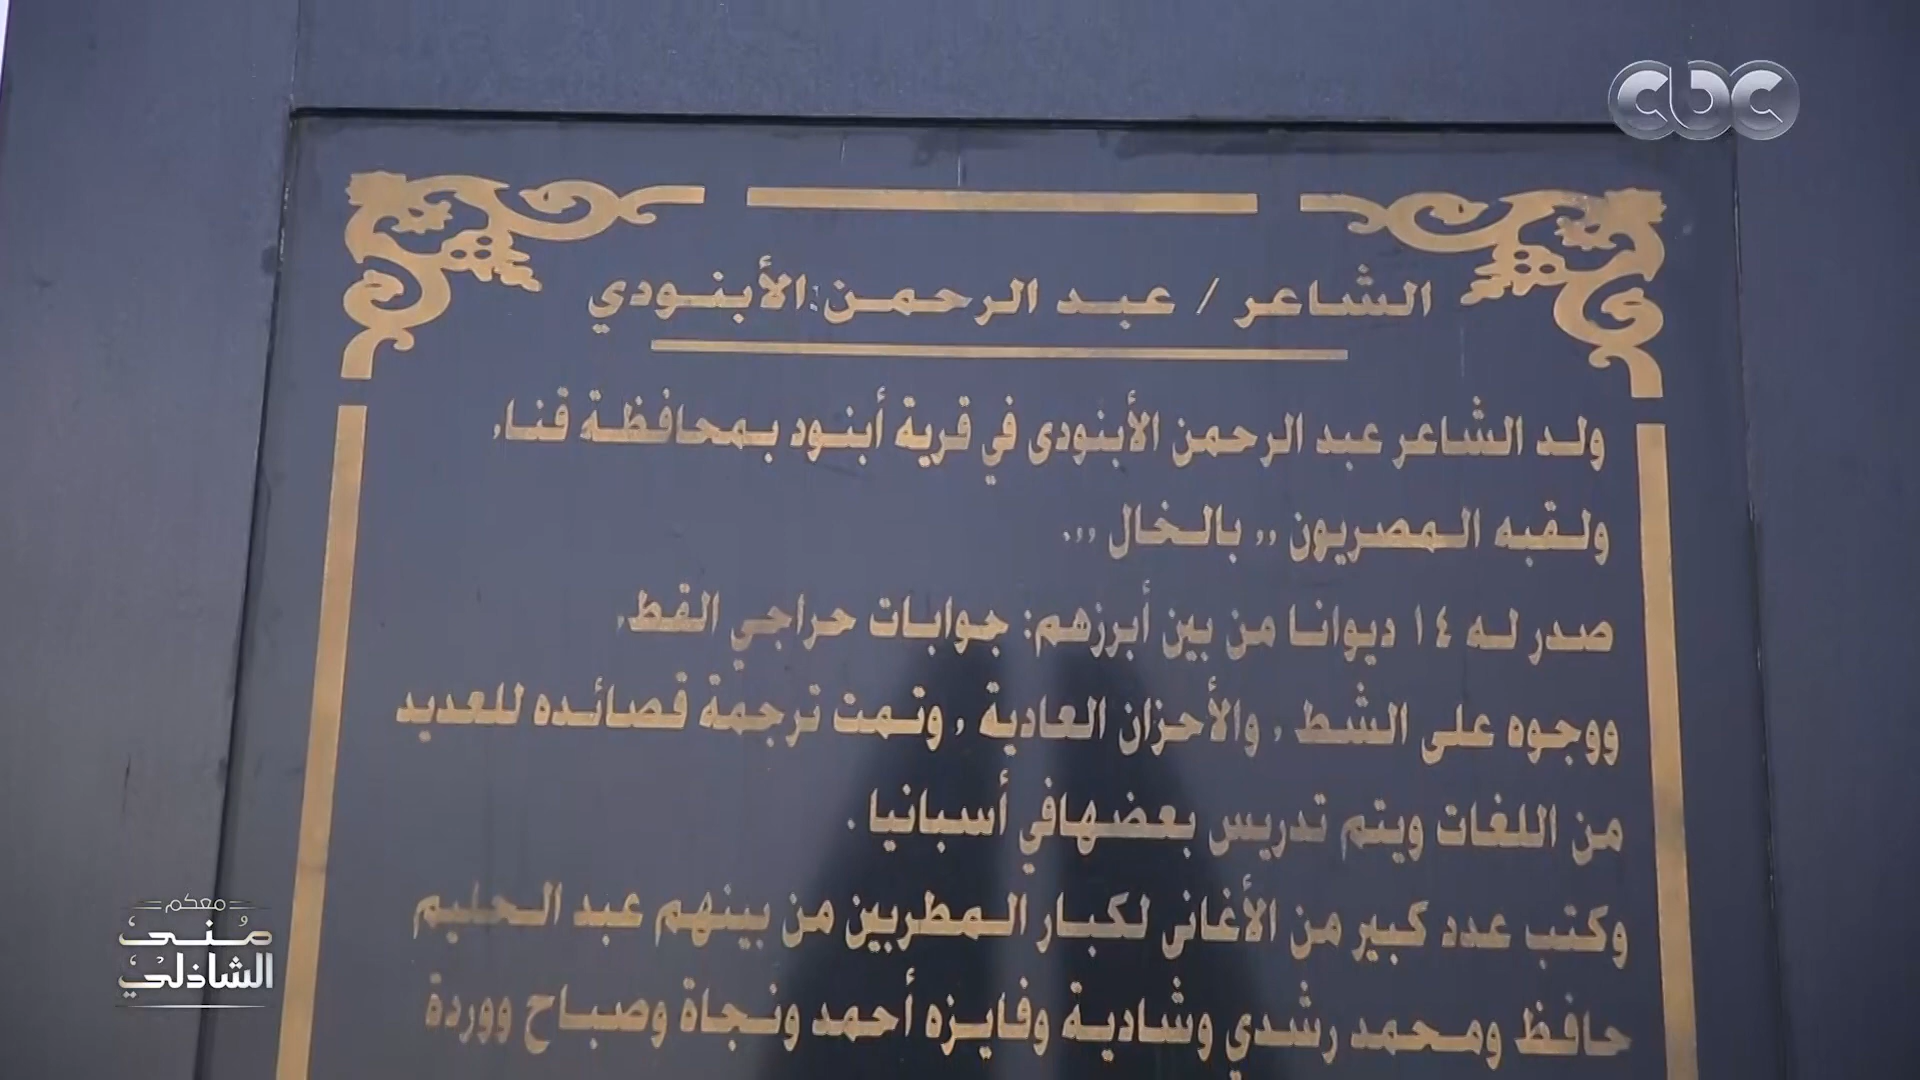 cbc
الشاعر / عبد الرحمن الأبنودي
ولد الشاعر عبد الرحمن الأبنودى في قرية أبنود بمحافظة قناء,
ولقبه المصريون ,, بالخال ,,.
صدر له ١٤ ديوانا من بين أبرزهم: جوابات حراجي القط,
ووجوه على الشط , والأحزان العادية , وتمت ترجمة قصائده للعديد
من اللغات ويتم تدريس بعضهافي أسبانيا .
وكتب عدد كبير من الأغانى لكبار المطربين من بينهم عبد الحليم
حافظ ومحمد رشدي وشادية وفايزه أحمد ونجاة وصباح ووردة
معكم
منى
الشاذلي